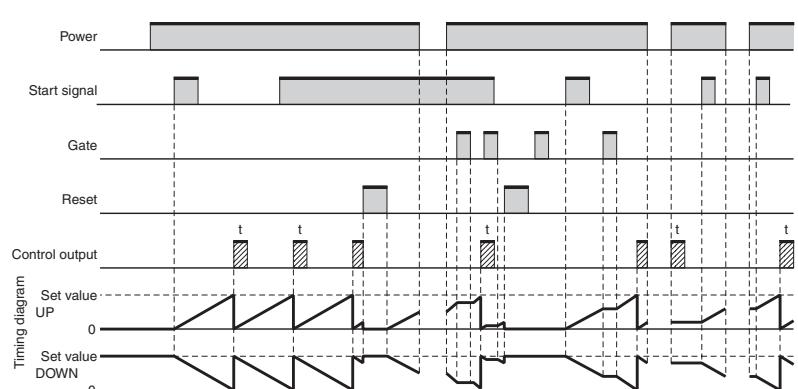 Power
Start signal
Gate
Reset
t t t t t
Control output
Timing diagram
Set value
UP
0
Set value
DOWN
0